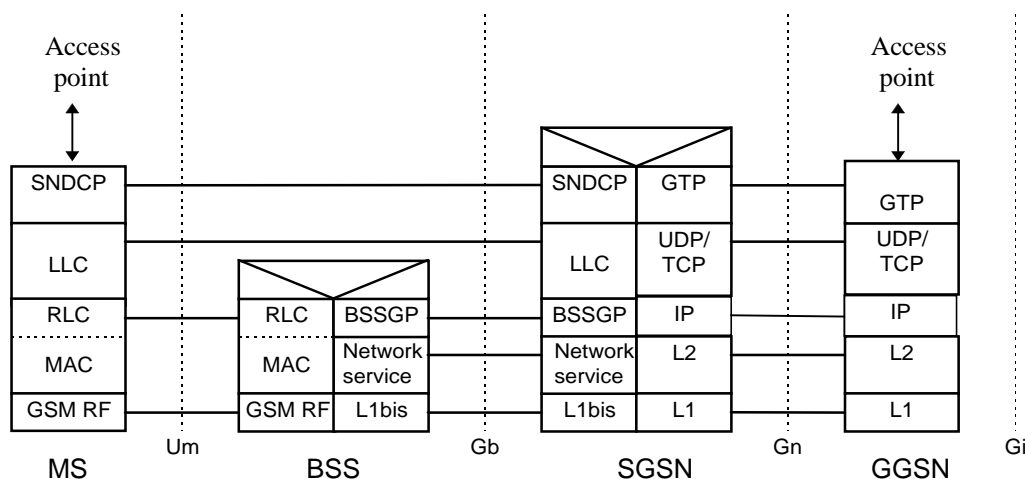 Access
point
Access
point
SNDCP
SNDCP
GTP
GTP
LLC
LLC
UDP/
TCP
UDP/
TCP
RLC
RLC
BSSGP
BSSGP
IP
IP
MAC
MAC
Network
service
Network
service
L2
L2
GSM RF
GSM RF
L1bis
L1bis
L1
L1
Um
Gb
Gn
Gi
MS
BSS
SGSN
GGSN